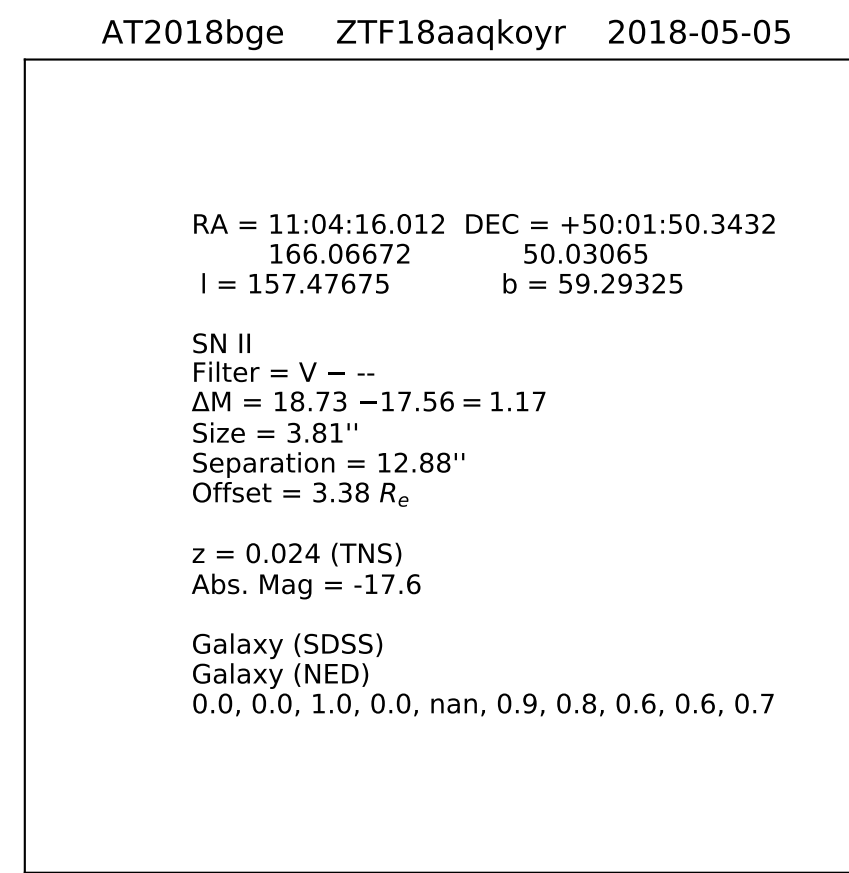 AT2018bge ZTF18aaqkoyr 2018-05-05
RA = 11:04:16.012 DEC = +50:01:50.3432
166.06672 50.03065
l = 157.47675 b = 59.29325
SN II
Filter = V − --
ΔM = 18.73 −17.56 = 1.17
Size = 3.81''
Separation = 12.88''
Offset = 3.38 Rₑ
z = 0.024 (TNS)
Abs. Mag = -17.6
Galaxy (SDSS)
Galaxy (NED)
0.0, 0.0, 1.0, 0.0, nan, 0.9, 0.8, 0.6, 0.6, 0.7